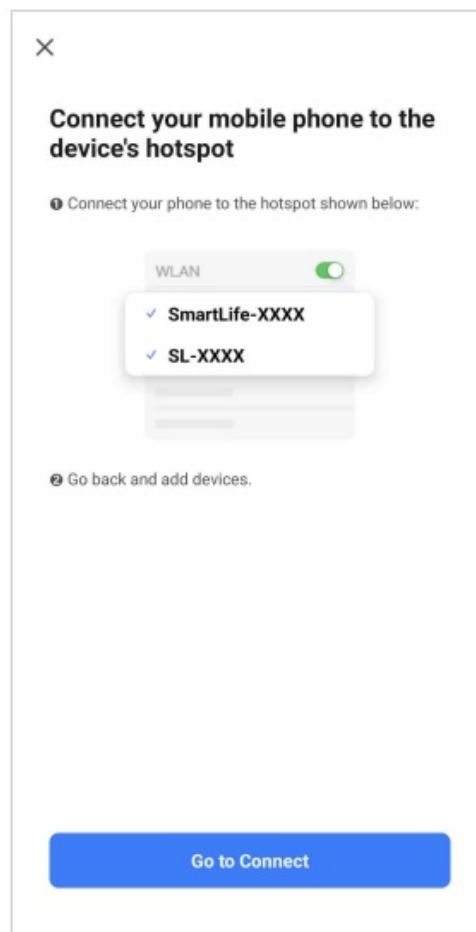 Connect your mobile phone to the
device's hotspot
❶ Connect your phone to the hotspot shown below:
WLAN
SmartLife-XXXX
SL-XXXX
❷ Go back and add devices.
Go to Connect